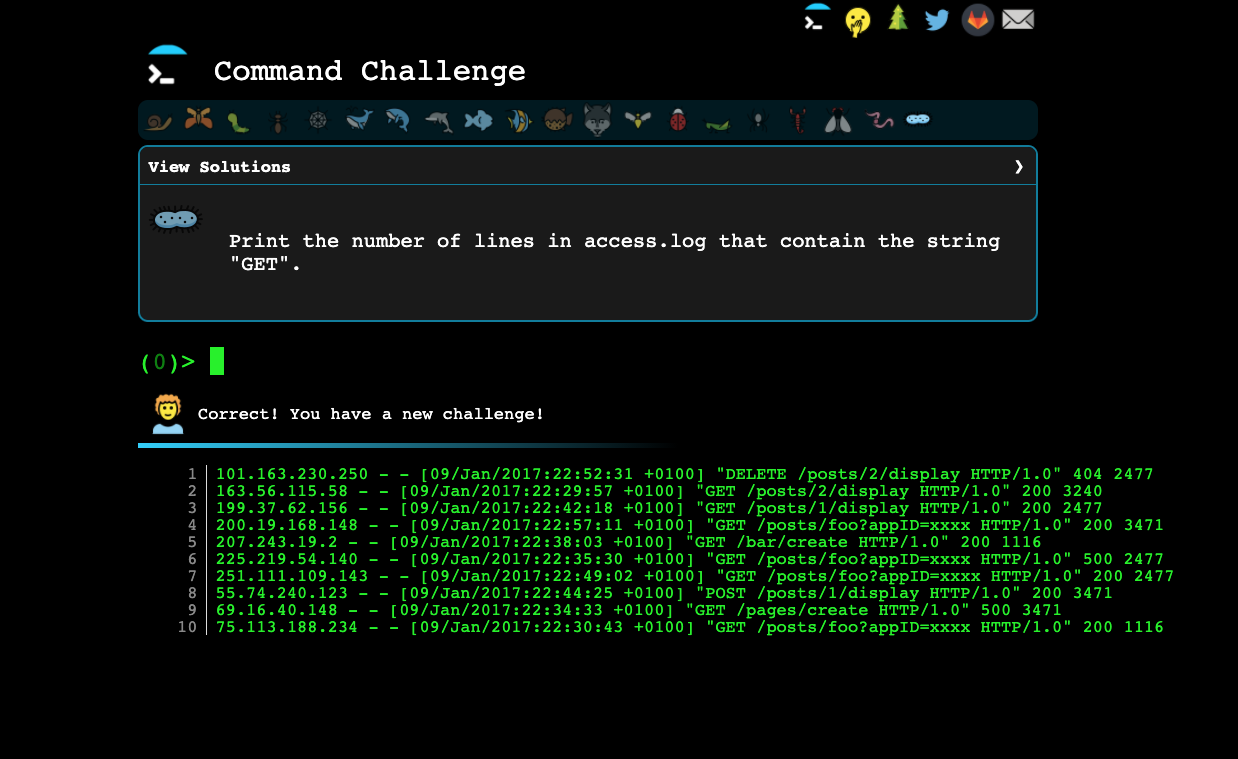 Command Challenge
View Solutions ❯
Print the number of lines in access.log that contain the string
"GET".
(0)>
Correct! You have a new challenge!
1 101.163.230.250 - - [09/Jan/2017:22:52:31 +0100] "DELETE /posts/2/display HTTP/1.0" 404 2477
2 163.56.115.58 - - [09/Jan/2017:22:29:57 +0100] "GET /posts/2/display HTTP/1.0" 200 3240
3 199.37.62.156 - - [09/Jan/2017:22:42:18 +0100] "GET /posts/1/display HTTP/1.0" 200 2477
4 200.19.168.148 - - [09/Jan/2017:22:57:11 +0100] "GET /posts/foo?appID=xxxx HTTP/1.0" 200 3471
5 207.243.19.2 - - [09/Jan/2017:22:38:03 +0100] "GET /bar/create HTTP/1.0" 200 1116
6 225.219.54.140 - - [09/Jan/2017:22:35:30 +0100] "GET /posts/foo?appID=xxxx HTTP/1.0" 500 2477
7 251.111.109.143 - - [09/Jan/2017:22:49:02 +0100] "GET /posts/foo?appID=xxxx HTTP/1.0" 200 2477
8 55.74.240.123 - - [09/Jan/2017:22:44:25 +0100] "POST /posts/1/display HTTP/1.0" 200 3471
9 69.16.40.148 - - [09/Jan/2017:22:34:33 +0100] "GET /pages/create HTTP/1.0" 500 3471
10 75.113.188.234 - - [09/Jan/2017:22:30:43 +0100] "GET /posts/foo?appID=xxxx HTTP/1.0" 200 1116